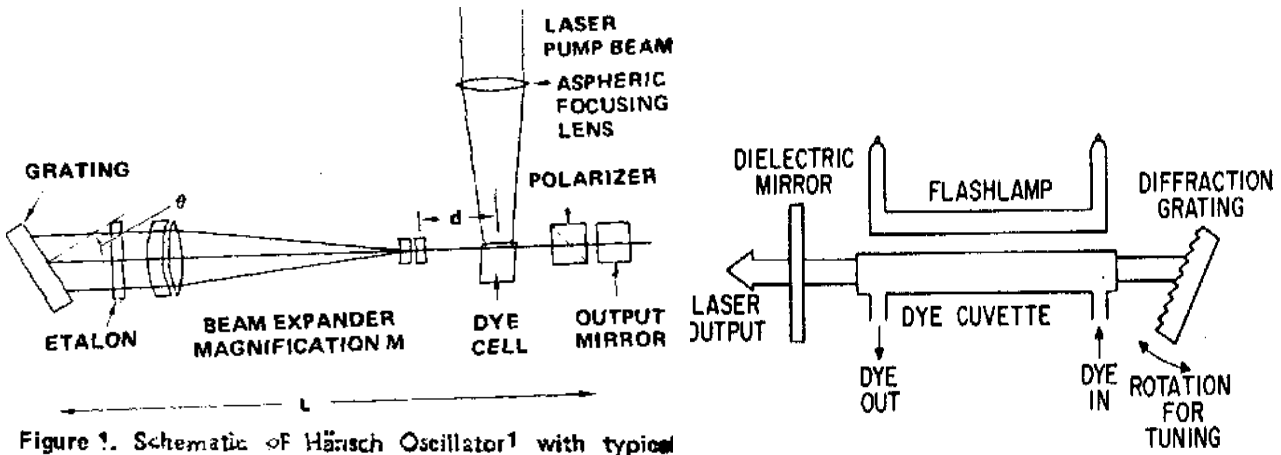 LASER
PUMP BEAM
ASPHERIC
FOCUSING
LENS
GRATING
θ
d
POLARIZER
ETALON
BEAM EXPANDER
MAGNIFICATION M
DYE
CELL
OUTPUT
MIRROR
L
Figure 1. Schematic of Hänsch Oscillator1 with typical
DIELECTRIC
MIRROR
FLASHLAMP
DIFFRACTION
GRATING
LASER
OUTPUT
DYE CUVETTE
DYE
OUT
DYE
IN
ROTATION
FOR
TUNING